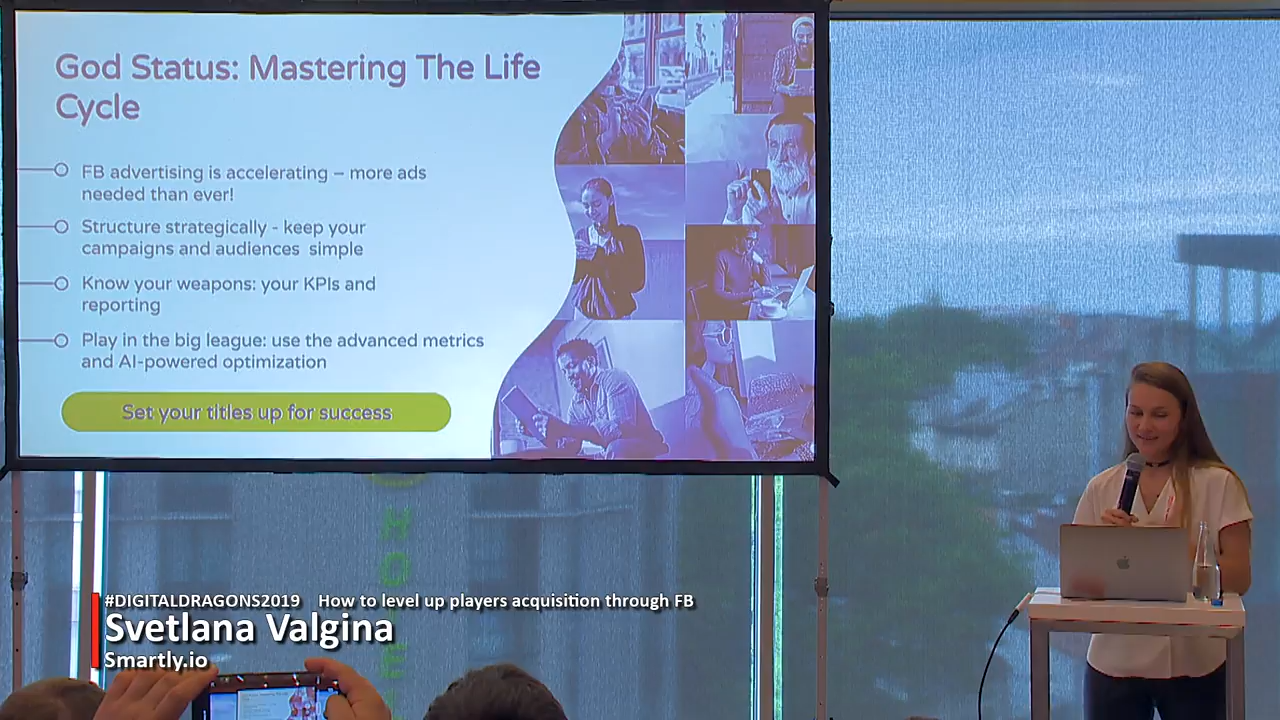 God Status: Mastering The Life
Cycle
FB advertising is accelerating – more ads
needed than ever!
Structure strategically - keep your
campaigns and audiences simple
Know your weapons: your KPIs and
reporting
Play in the big league: use the advanced metrics
and AI-powered optimization
Set your titles up for success
#DIGITALDRAGONS2019 How to level up players acquisition through FB
Svetlana Valgina
Smartly.io